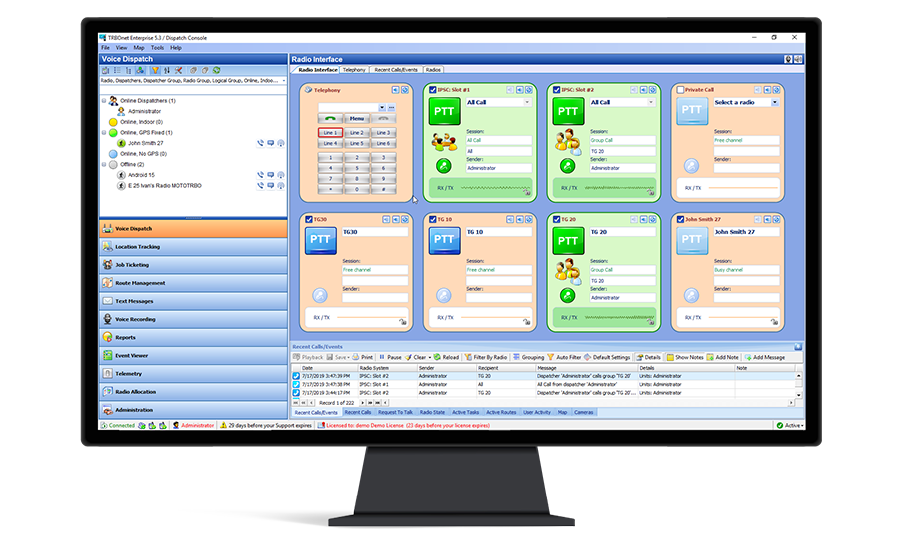 TRBOnet Enterprise 5.3 / Dispatch Console
File View Map Tools Help
Voice Dispatch
Radio, Dispatchers, Dispatcher Group, Radio Group, Logical Group, Online, Indoo...
Online Dispatchers (1)
Administrator
Online, Indoor (0)
Online, GPS Fixed (1)
John Smith 27
Online, No GPS (0)
Offline (2)
Android 15
E 25 Ivan's Radio MOTOTRBO
Voice Dispatch
Location Tracking
Job Ticketing
Route Management
Text Messages
Voice Recording
Reports
Event Viewer
Telemetry
Radio Allocation
Administration
Radio Interface
Radio Interface Telephony Recent Calls/Events Radios
Telephony
Menu
Line 1 Line 2 Line 3
Line 4 Line 5 Line 6
1 2 3
4 5 6
7 8 9
* 0 #
IPSC: Slot #1
PTT
All Call
Session:
All Call
All
Sender:
Administrator
RX / TX
IPSC: Slot #2
PTT
All Call
Session:
Group Call
TG 20
Sender:
Administrator
RX / TX
Private Call
PTT
Select a radio
Session:
Free channel
Sender:
RX / TX
TG30
PTT
TG30
Session:
Free channel
Sender:
RX / TX
TG 10
PTT
TG 10
Session:
Free channel
Sender:
RX / TX
TG 20
PTT
TG 20
Session:
Group Call
TG 20
Sender:
Administrator
RX / TX
John Smith 27
PTT
John Smith 27
Session:
Busy channel
Sender:
RX / TX
Recent Calls/Events
Playback Save Print Pause Clear Reload Filter By Radio Grouping Auto Filter Default Settings Details Show Notes Add Note Add Message
Date Radio System Sender Recipient Message Details Note
7/17/2019 3:47:39 PM IPSC: Slot #2 Administrator TG 20 Dispatcher 'Administrator' calls group 'TG 20' Units: Administrator
7/17/2019 3:47:38 PM IPSC: Slot #1 Administrator All All Call from dispatcher 'Administrator' Units: Administrator
7/17/2019 3:44:17 PM IPSC: Slot #2 Administrator TG 20 Dispatcher 'Administrator' calls group 'TG 20'... Units: Administrator
Record 1 of 222
Recent Calls/Events Recent Calls Request To Talk Radio State Active Tasks Active Routes User Activity Map Cameras
Connected Administrator 29 days before your Support expires Licensed to: demo Demo License (23 days before your license expires) Active